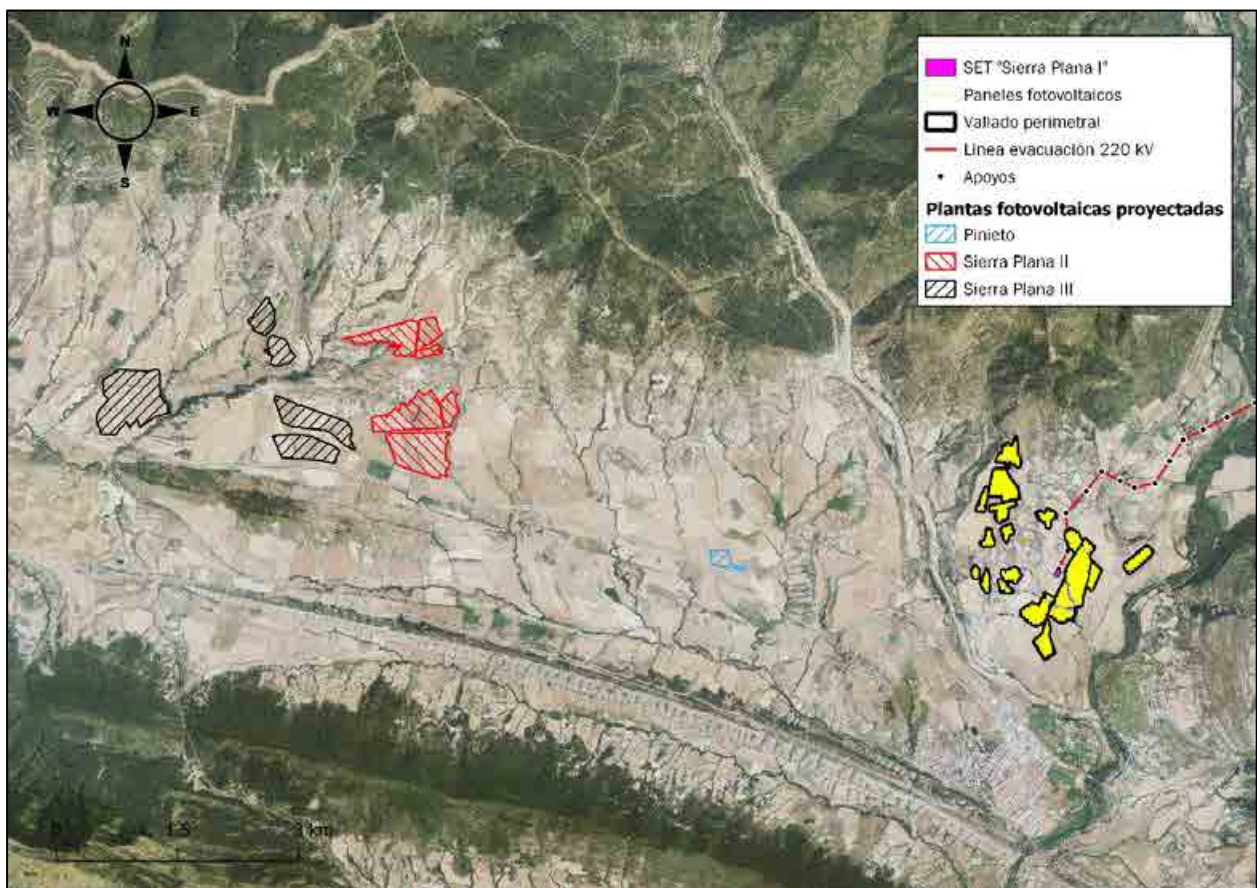 N
W E
S
SET "Sierra Plana I"
Paneles fotovoltaicos
Vallado perimetral
Línea evacuación 220 kV
Apoyos
Plantas fotovoltaicas proyectadas
Pinieto
Sierra Plana II
Sierra Plana III
0 1.5 3 km